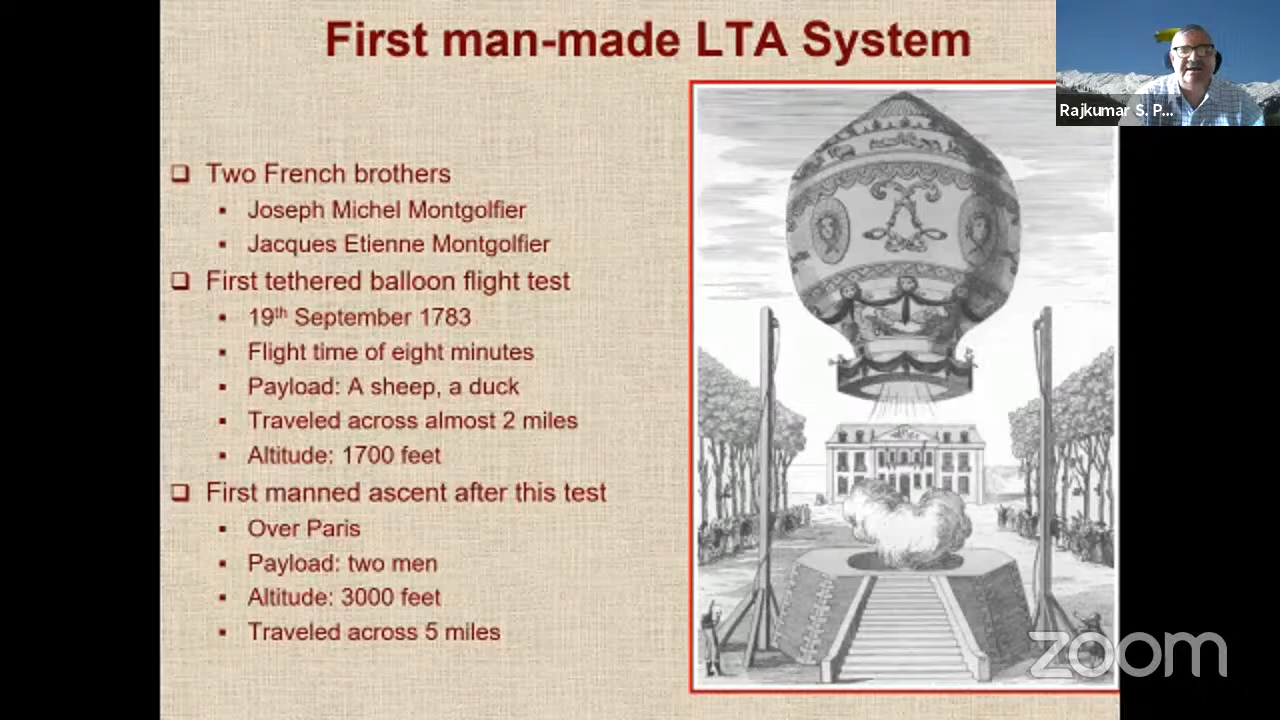 First man-made LTA System
Rajkumar S. P...
❑ Two French brothers
▪ Joseph Michel Montgolfier
▪ Jacques Etienne Montgolfier
❑ First tethered balloon flight test
▪ 19th September 1783
▪ Flight time of eight minutes
▪ Payload: A sheep, a duck
▪ Traveled across almost 2 miles
▪ Altitude: 1700 feet
❑ First manned ascent after this test
▪ Over Paris
▪ Payload: two men
▪ Altitude: 3000 feet
▪ Traveled across 5 miles
zoom